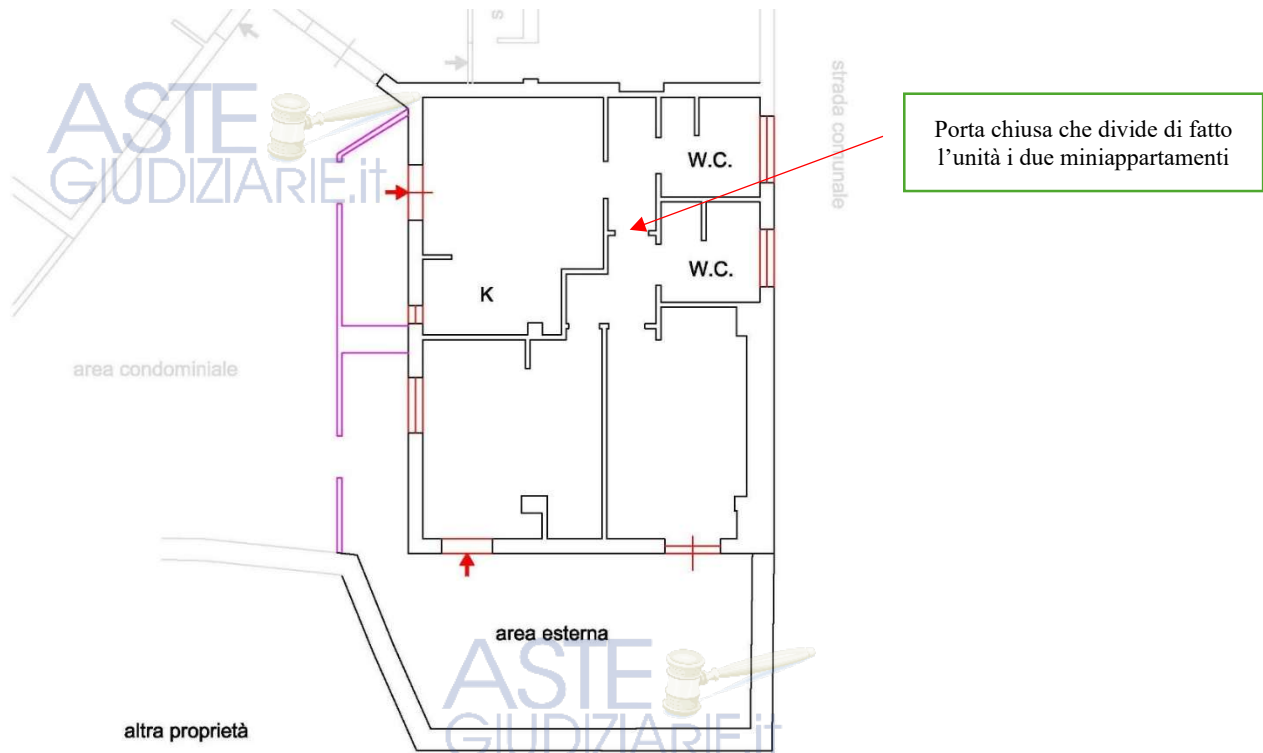 ASTE
GIUDIZIARIE.it
strada comunale
Porta chiusa che divide di fatto
l’unità i due miniappartamenti
W.C.
W.C.
K
area condominiale
area esterna
ASTE
GIUDIZIARIE.it
altra proprietà